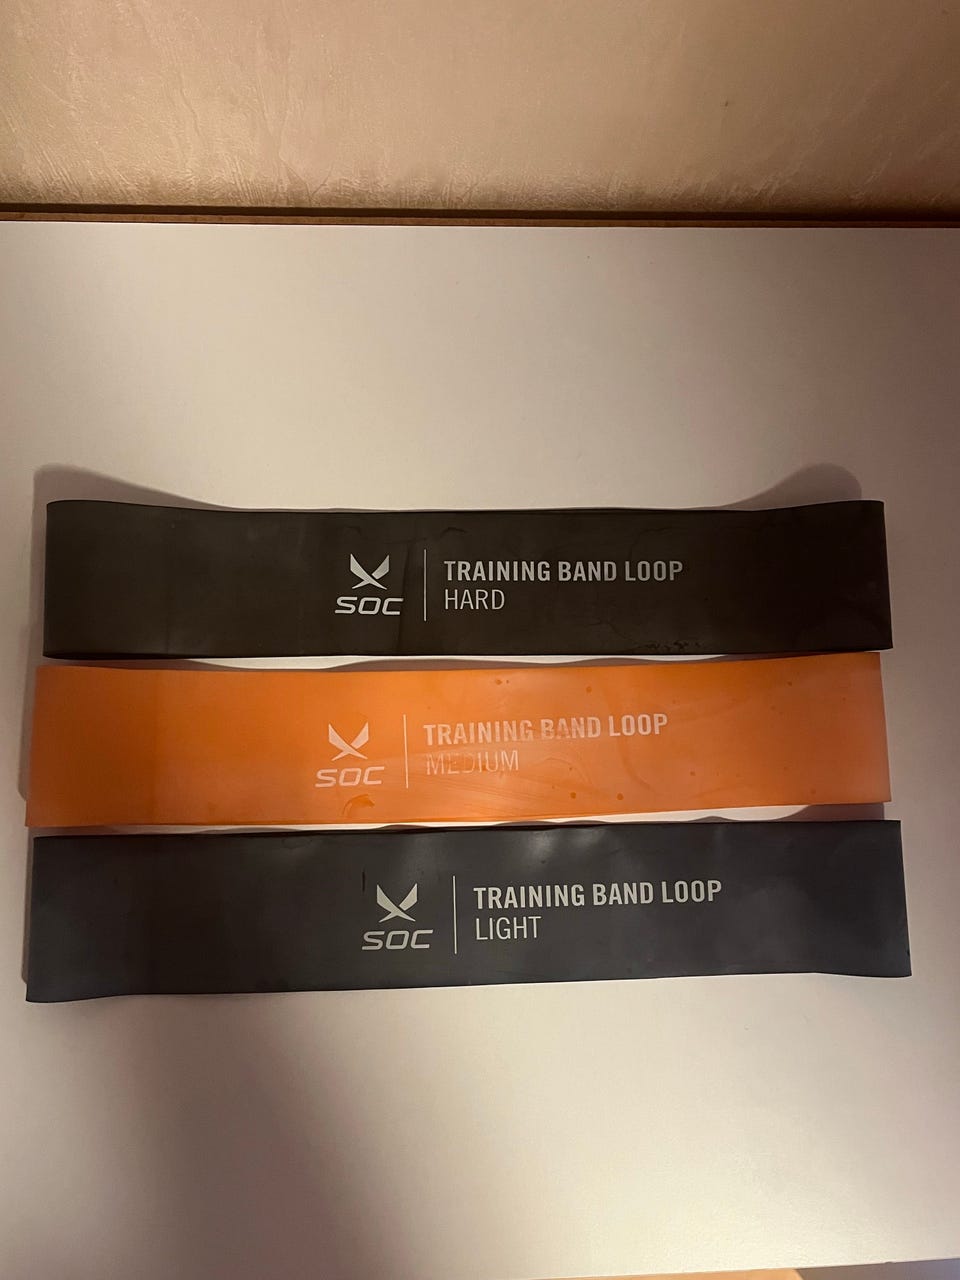 SOC
TRAINING BAND LOOP
HARD
SOC
TRAINING BAND LOOP
MEDIUM
SOC
TRAINING BAND LOOP
LIGHT